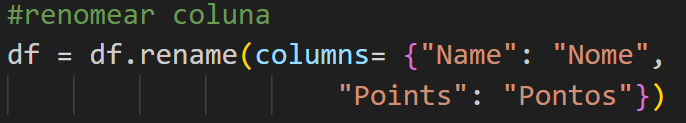 #renomear coluna
df = df.rename(columns= {"Name": "Nome",
"Points": "Pontos"})